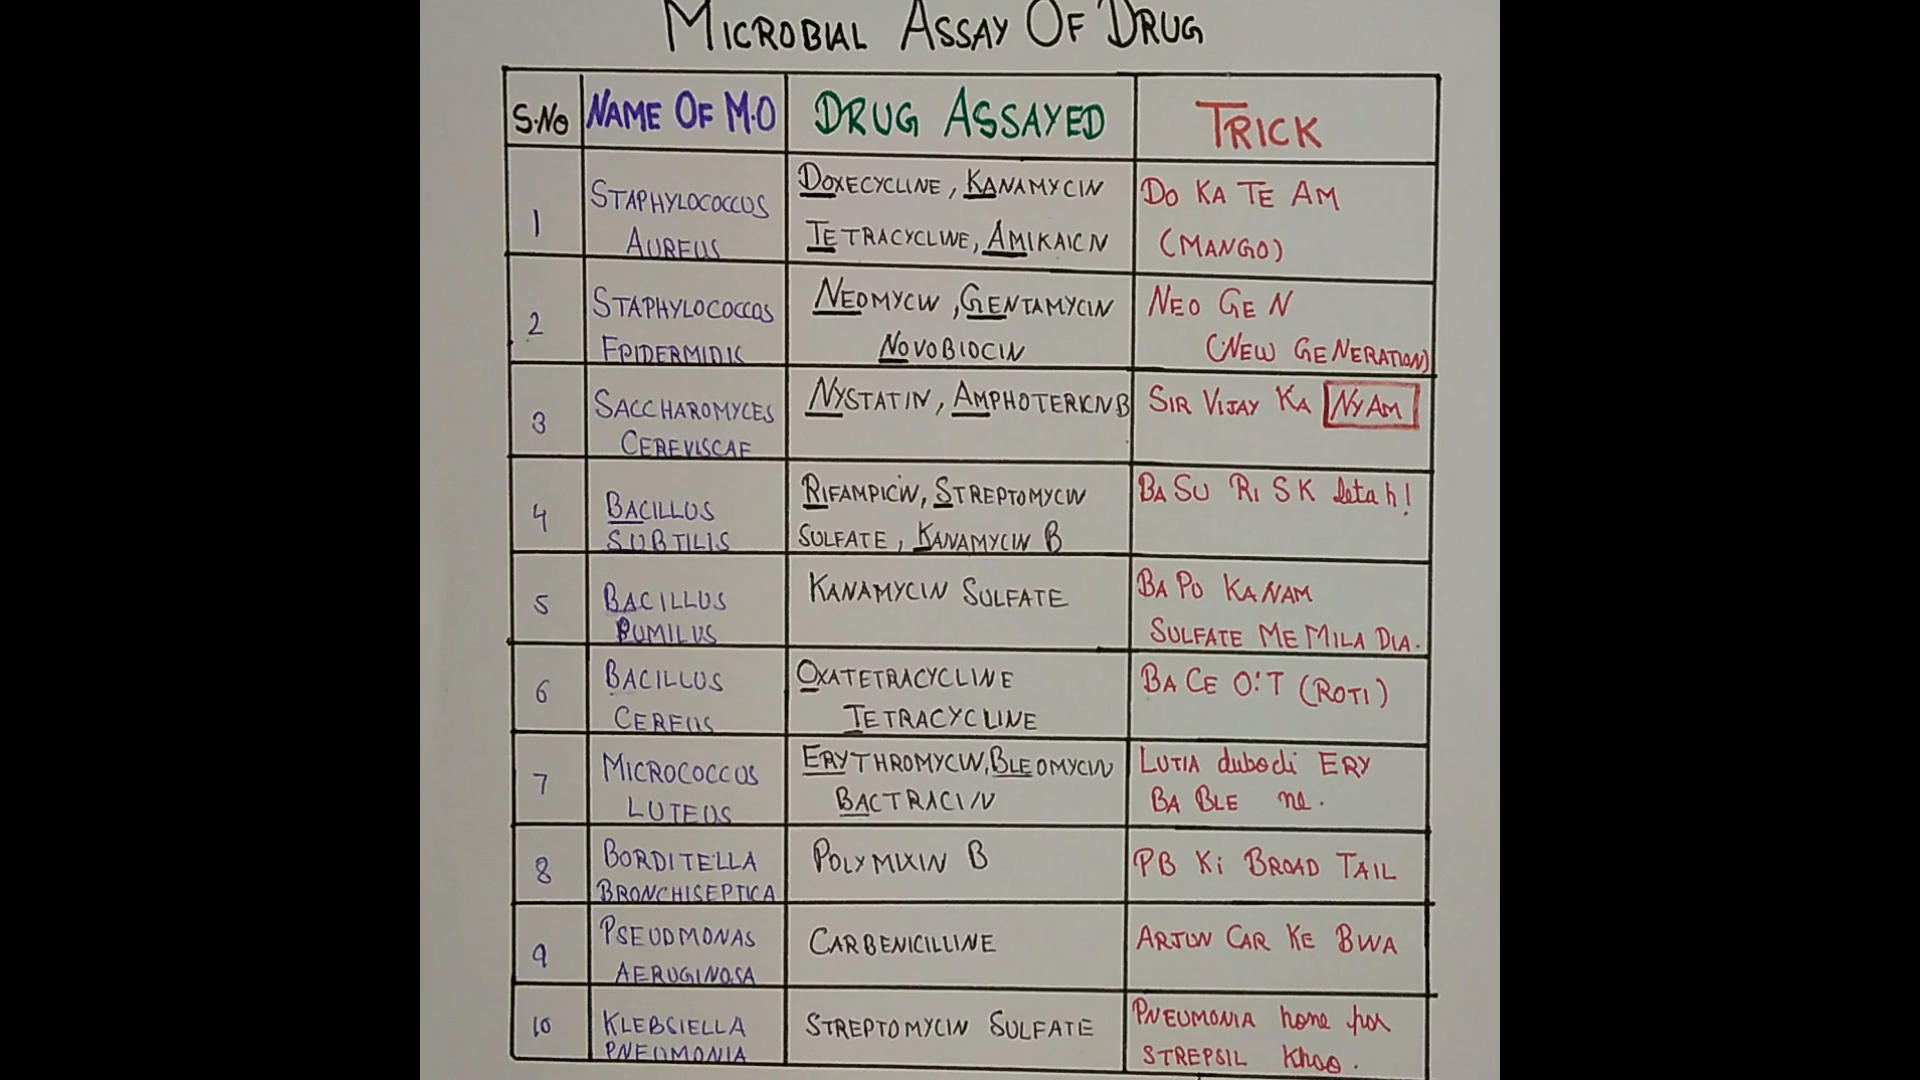 MICROBIAL ASSAY OF DRUG
S.NO NAME OF M.O DRUG ASSAYED TRICK
1
STAPHYLOCOCCUS
AUREUS
DOXECYCLINE, KANAMYCIN
TETRACYCLINE, AMIKAICN
DO KA TE AM
(MANGO)
2
STAPHYLOCOCCOS
EPIDERMIDIS
NEOMYCIN, GENTAMYCIN
NOVOBIOCIN
NEO GE N
(NEW GENERATION)
3
SACCHAROMYCES
CEREVISCAE
NYSTATIN, AMPHOTERICN B
SIR VIJAY KA NYAM
4
BACILLUS
SUBTILIS
RIFAMPICIN, STREPTOMYCIN
SULFATE, KANAMYCIN B
BA SU RI S K leta h!
5
BACILLUS
PUMILUS
KANAMYCIN SULFATE
BA PU KANAM
SULFATE ME MILA DIA.
6
BACILLUS
CEREUS
OXATETRACYCLINE
TETRACYCLINE
BA CE O:T (ROTI)
7
MICROCOCCUS
LUTEUS
ERYTHROMYCIN, BLEOMYCIN
BACTRACIN
LUTIA dubodi ERY
BA BLE ne.
8
BORDITELLA
BRONCHISEPTICA
POLYMIXIN B
PB Ki BROAD TAIL
9
PSEUDMONAS
AERUGINOSA
CARBENICILLINE
ARJUN CAR KE BWA
10
KLEBSIELLA
PNEUMONIA
STREPTOMYCIN SULFATE
PNEUMONIA hone par
STREPSIL Khao.